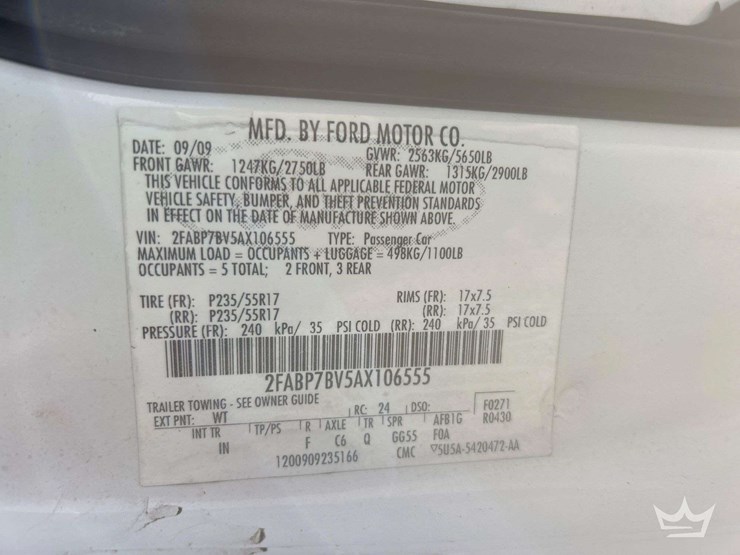 MFD. BY FORD MOTOR CO.
DATE: 09/09 GVWR: 2563KG/5650LB
FRONT GAWR: 1247KG/2750LB REAR GAWR: 1315KG/2900LB
THIS VEHICLE CONFORMS TO ALL APPLICABLE FEDERAL MOTOR
VEHICLE SAFETY, BUMPER, AND THEFT PREVENTION STANDARDS
IN EFFECT ON THE DATE OF MANUFACTURE SHOWN ABOVE.
VIN: 2FABP7BV5AX106555 TYPE: Passenger Car
MAXIMUM LOAD = OCCUPANTS + LUGGAGE = 498KG/1100LB
OCCUPANTS = 5 TOTAL; 2 FRONT, 3 REAR
TIRE (FR): P235/55R17 RIMS (FR): 17x7.5
(RR): P235/55R17 (RR): 17x7.5
PRESSURE (FR): 240 kPa/ 35 PSI COLD (RR): 240 kPa/ 35 PSI COLD
2FABP7BV5AX106555
TRAILER TOWING - SEE OWNER GUIDE
EXT PNT: WT RC: 24 DSO: F0271
INT TR TP/PS R AXLE TR SPR AFB1G R0430
IN F C6 Q GG55 FOA
1200909235166 CMC ▽5U5A-5420472-AA